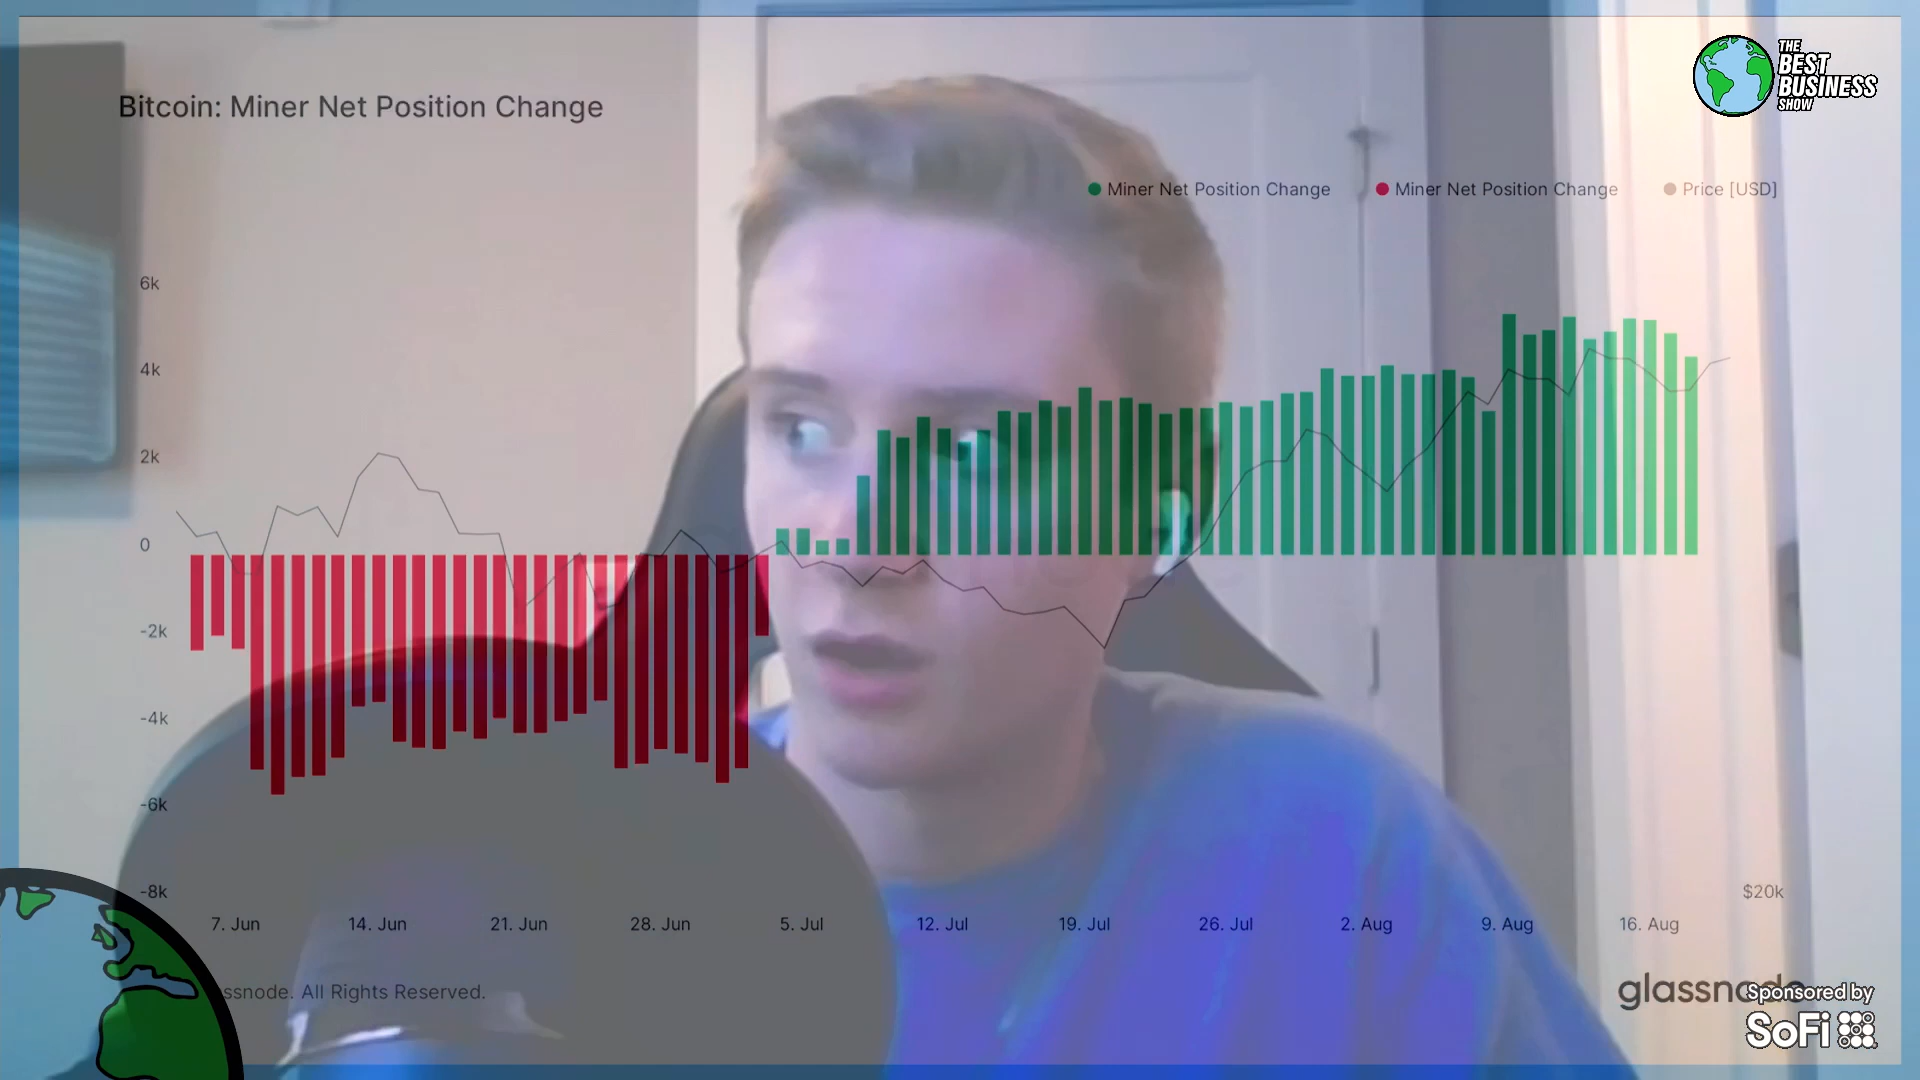 Bitcoin: Miner Net Position Change
THE
BEST
BUSINESS
SHOW
Miner Net Position Change
Miner Net Position Change
Price [USD]
6k
4k
2k
0
-2k
-4k
-6k
-8k
$20k
7. Jun
14. Jun
21. Jun
28. Jun
5. Jul
12. Jul
19. Jul
26. Jul
2. Aug
9. Aug
16. Aug
All Rights Reserved.
glassnode
Sponsored by
SoFi